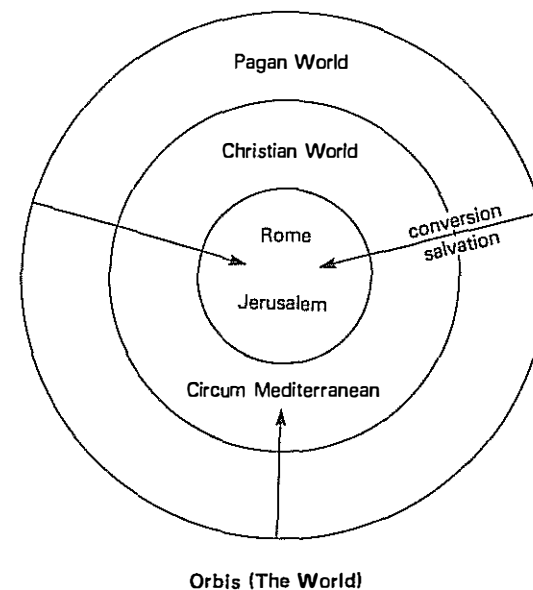 Pagan World
Christian World
Rome
conversion
salvation
Jerusalem
Circum Mediterranean
Orbis (The World)